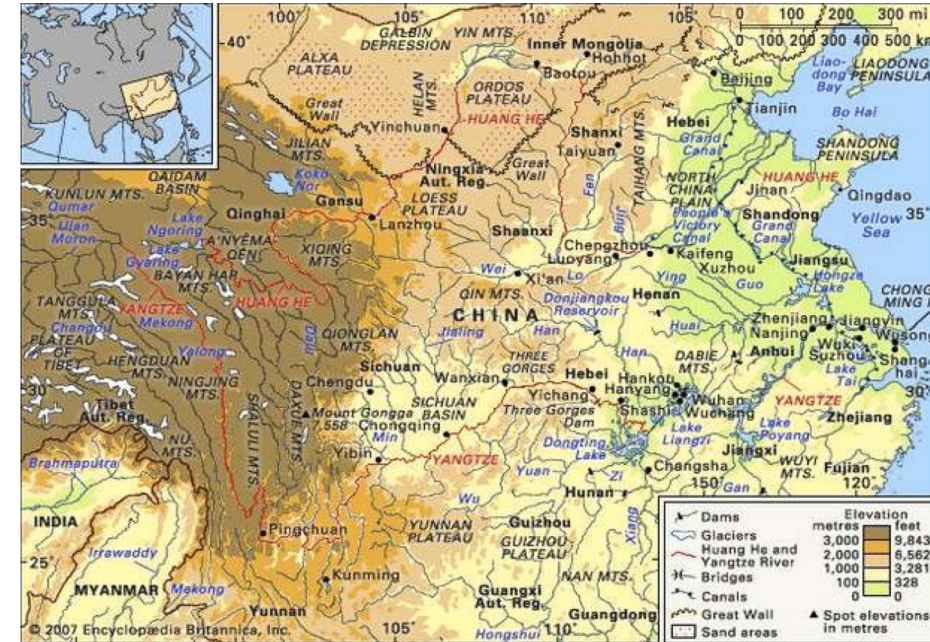 100°
105°
110°
105°
0 100 200 300 mi
0 100 200 300 400 500 km
40°
GALBIN DEPRESSION
YIN MTS.
Inner Mongolia
Hohhot
Baotou
ALXA PLATEAU
HELAN MTS.
ORDOS PLATEAU
Beijing
Liao-
dong
Bay
LIAODONG
PENINSULA
Tianjin
Bo Hai
Great
Wall
Yinchuan
HUANG HE
Shanxi
Taiyuan
TAIHANG MTS.
Hebei
Grand
Canal
SHANDONG
PENINSULA
JILIAN
MTS.
QAIDAM
BASIN
Koko
Nor
Ningxia
Aut. Reg.
Great
Wall
Fen
NORTH
CHINA
PLAIN
Jinan
HUANG HE
Qingdao
KUNLUN MTS.
35°
Qumar
Ulan
Moron
Lake
Ngoring
Lake
Gyaring
Qinghai
Gansu
Lanzhou
LOESS
PLATEAU
Shaanxi
People's
Victory
Canal
Shandong
Grand
Canal
Yellow
Sea
35°
A'NYÊMA-
QÊN
XIQING
MTS.
BAYAN HAR
MTS.
HUANG HE
Chengzhou
Luoyang
Kaifeng
Xuzhou
Jiangsu
Hongze
Lake
Wei
Xi'an
Lo
Ying
Guo
TANGGULA
MTS.
YANGTZE
Mekong
QIN MTS.
Donjiangkou
Reservoir
Henan
CHONG
MING I
CHINA
Jialing
Han
Huai
PLATEAU
OF
TIBET
Yalong
HENGDUAN
MTS.
NINGJING
MTS.
QIONGLAN
MTS.
Zhenjiang
Nanjing
Jiangyin
Wusong
Wuxi
Suzhou
Shang-
hai
Anhui
DABIE
MTS.
Han
THREE
GORGES
Sichuan
Chengdu
Wanxian
Hebei
Yichang
Hankou
Hanyang
Wuhan
Wuchang
Lake
Tai
30°
30°
Tibet
Aut. Reg.
DAXUE MTS.
SHALULI MTS.
Mount Gongga
7,558
SICHUAN
BASIN
Chongqing
Three Gorges
Dam
Shashi
Lake
Liangzi
YANGTZE
Zhejiang
NU
MTS.
Min
Yibin
YANGTZE
Dongting
Lake
Lake
Poyang
Jiangxi
WUYI
MTS.
Fujian
Brahmaputra
Yuan
Zi
Changsha
Wu
Hunan
Xiang
Gan
150°
120°
INDIA
Pingchuan
YUNNAN
PLATEAU
Guizhou
GUIZHOU
PLATEAU
25°
Irrawaddy
MYANMAR
Mekong
Kunming
Yunnan
NAN MTS.
Guangxi
Aut. Reg.
Guangdong
Hongshui
105°
110°
© 2007 Encyclopædia Britannica, Inc.
Dams
Glaciers
Huang He and
Yangtze River
Bridges
Canals
Great Wall
Sand areas
Elevation
metres feet
3,000 9,843
2,000 6,562
1,000 3,281
100 328
0 0
Spot elevations
in metres